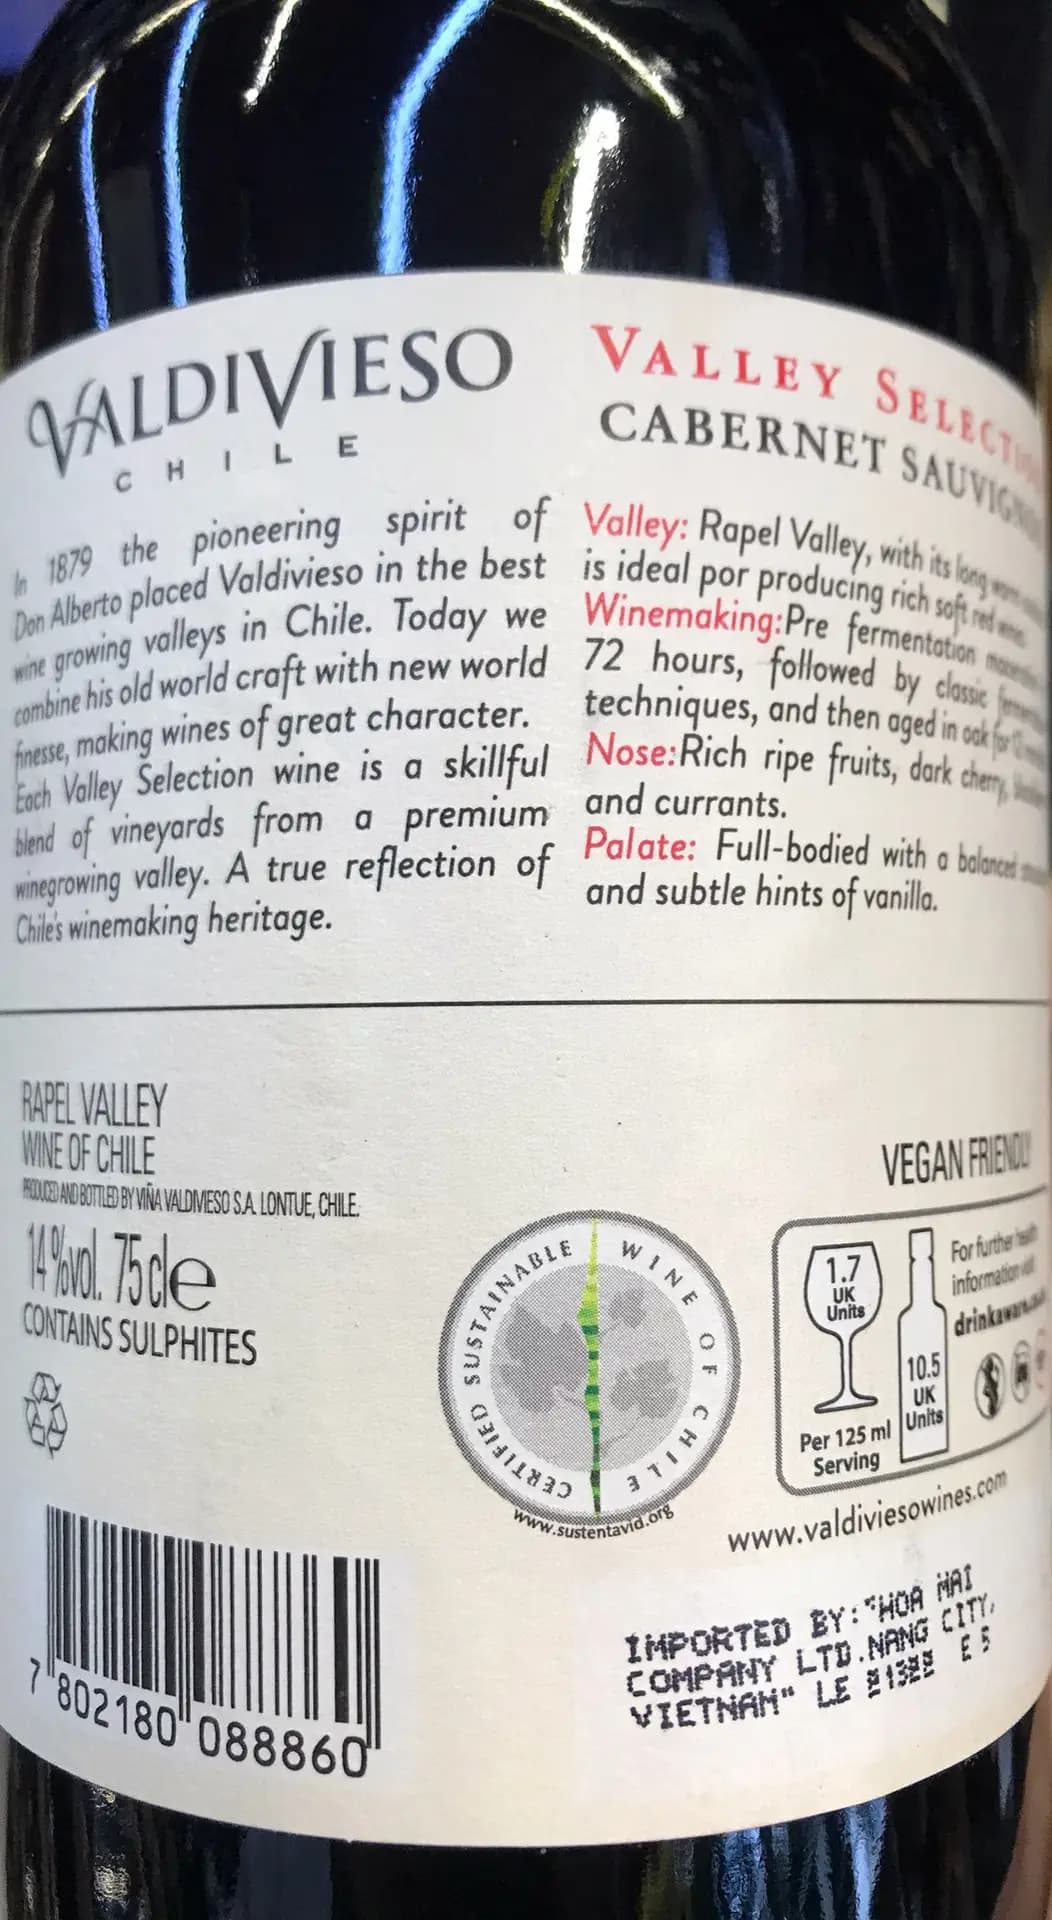 VALDIVIESO
CHILE
In 1879 the pioneering spirit of
Don Alberto placed Valdivieso in the best
wine growing valleys in Chile. Today we
combine his old world craft with new world
finesse, making wines of great character.
Each Valley Selection wine is a skillful
blend of vineyards from a premium
winegrowing valley. A true reflection of
Chile's winemaking heritage.
VALLEY
CABERNET
Valley: Rapel Valley, with its long
is ideal por producing rich soft red
Winemaking:Pre fermentation
72 hours, followed by classic
techniques, and then aged in oak for
Nose:Rich ripe fruits, dark cherry,
and currants.
Palate: Full-bodied with a balanced
and subtle hints of vanilla.
RAPEL VALLEY
WINE OF CHILE
PRODUCED AND BOTTLED BY VIÑA VALDIVIESO S.A. LONTUE, CHILE.
14%vol. 75cle
CONTAINS SULPHITES
7 802180 088860
CERTIFIED SUSTAINABLE WINE OF CHILE
www.sustentavid.org
VEGAN FRIENDLY
1.7
UK
Units
Per 125 ml
Serving
10.5
UK
Units
For further health
information visit
www.valdiviesowines.com
IMPORTED BY:"HOA MAI
COMPANY LTD.NANG CITY,
VIETNAM" LE E 5